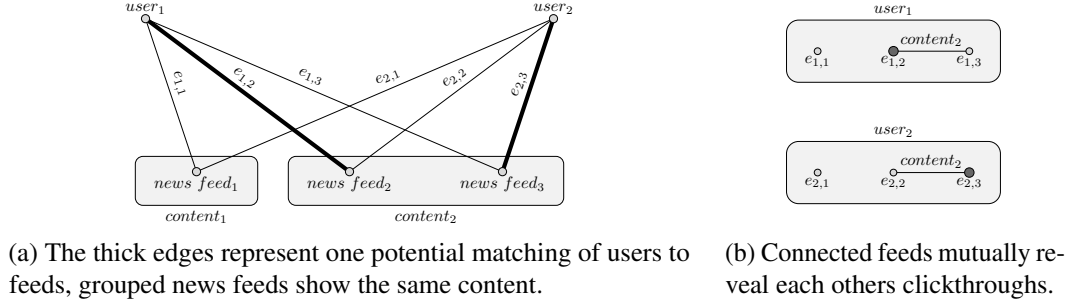 user₁
user₂
e₁,₁
e₁,₂
e₁,₃
e₂,₁
e₂,₂
e₂,₃
news feed₁
news feed₂
news feed₃
content₁
content₂
(a) The thick edges represent one potential matching of users to
feeds, grouped news feeds show the same content.
user₁
content₂
e₁,₁
e₁,₂
e₁,₃
user₂
content₂
e₂,₁
e₂,₂
e₂,₃
(b) Connected feeds mutually re-
veal each others clickthroughs.